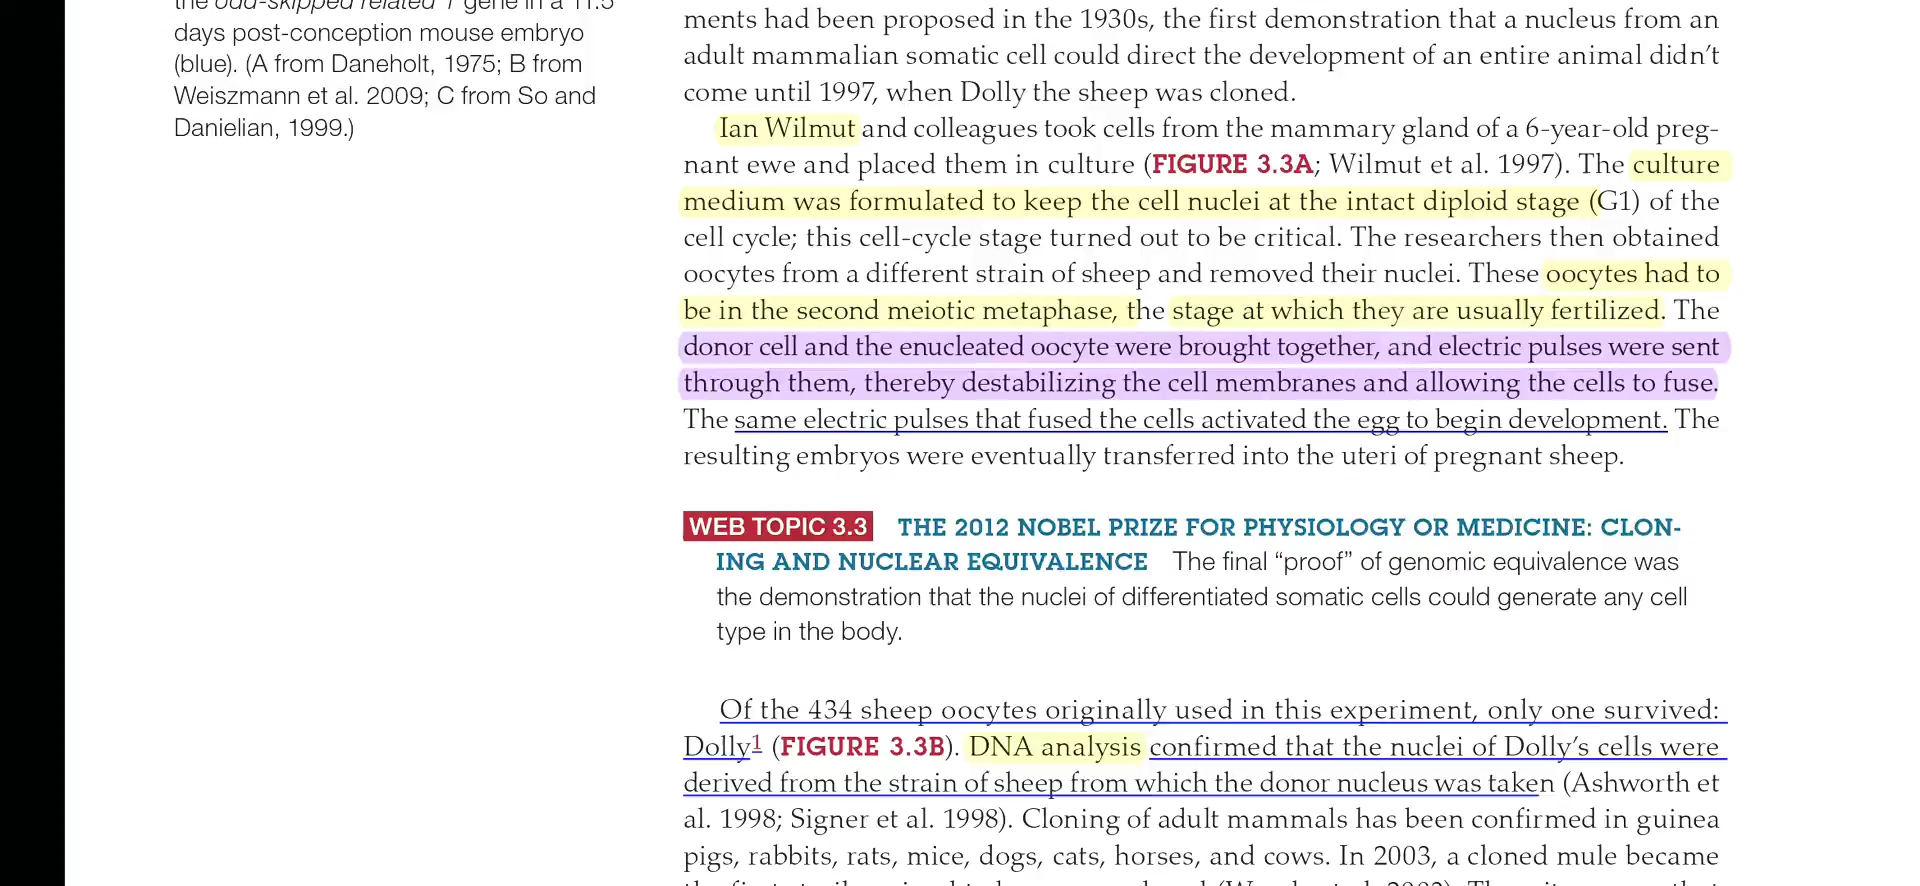 the odd-skipped related 1 gene in a 11.5
days post-conception mouse embryo
(blue). (A from Daneholt, 1975; B from
Weiszmann et al. 2009; C from So and
Danielian, 1999.)
ments had been proposed in the 1930s, the first demonstration that a nucleus from an
adult mammalian somatic cell could direct the development of an entire animal didn’t
come until 1997, when Dolly the sheep was cloned.
Ian Wilmut and colleagues took cells from the mammary gland of a 6-year-old preg-
nant ewe and placed them in culture (FIGURE 3.3A; Wilmut et al. 1997). The culture
medium was formulated to keep the cell nuclei at the intact diploid stage (G1) of the
cell cycle; this cell-cycle stage turned out to be critical. The researchers then obtained
oocytes from a different strain of sheep and removed their nuclei. These oocytes had to
be in the second meiotic metaphase, the stage at which they are usually fertilized. The
donor cell and the enucleated oocyte were brought together, and electric pulses were sent
through them, thereby destabilizing the cell membranes and allowing the cells to fuse.
The same electric pulses that fused the cells activated the egg to begin development. The
resulting embryos were eventually transferred into the uteri of pregnant sheep.
WEB TOPIC 3.3 THE 2012 NOBEL PRIZE FOR PHYSIOLOGY OR MEDICINE: CLON-
ING AND NUCLEAR EQUIVALENCE The final “proof” of genomic equivalence was
the demonstration that the nuclei of differentiated somatic cells could generate any cell
type in the body.
Of the 434 sheep oocytes originally used in this experiment, only one survived:
Dolly1 (FIGURE 3.3B). DNA analysis confirmed that the nuclei of Dolly’s cells were
derived from the strain of sheep from which the donor nucleus was taken (Ashworth et
al. 1998; Signer et al. 1998). Cloning of adult mammals has been confirmed in guinea
pigs, rabbits, rats, mice, dogs, cats, horses, and cows. In 2003, a cloned mule became